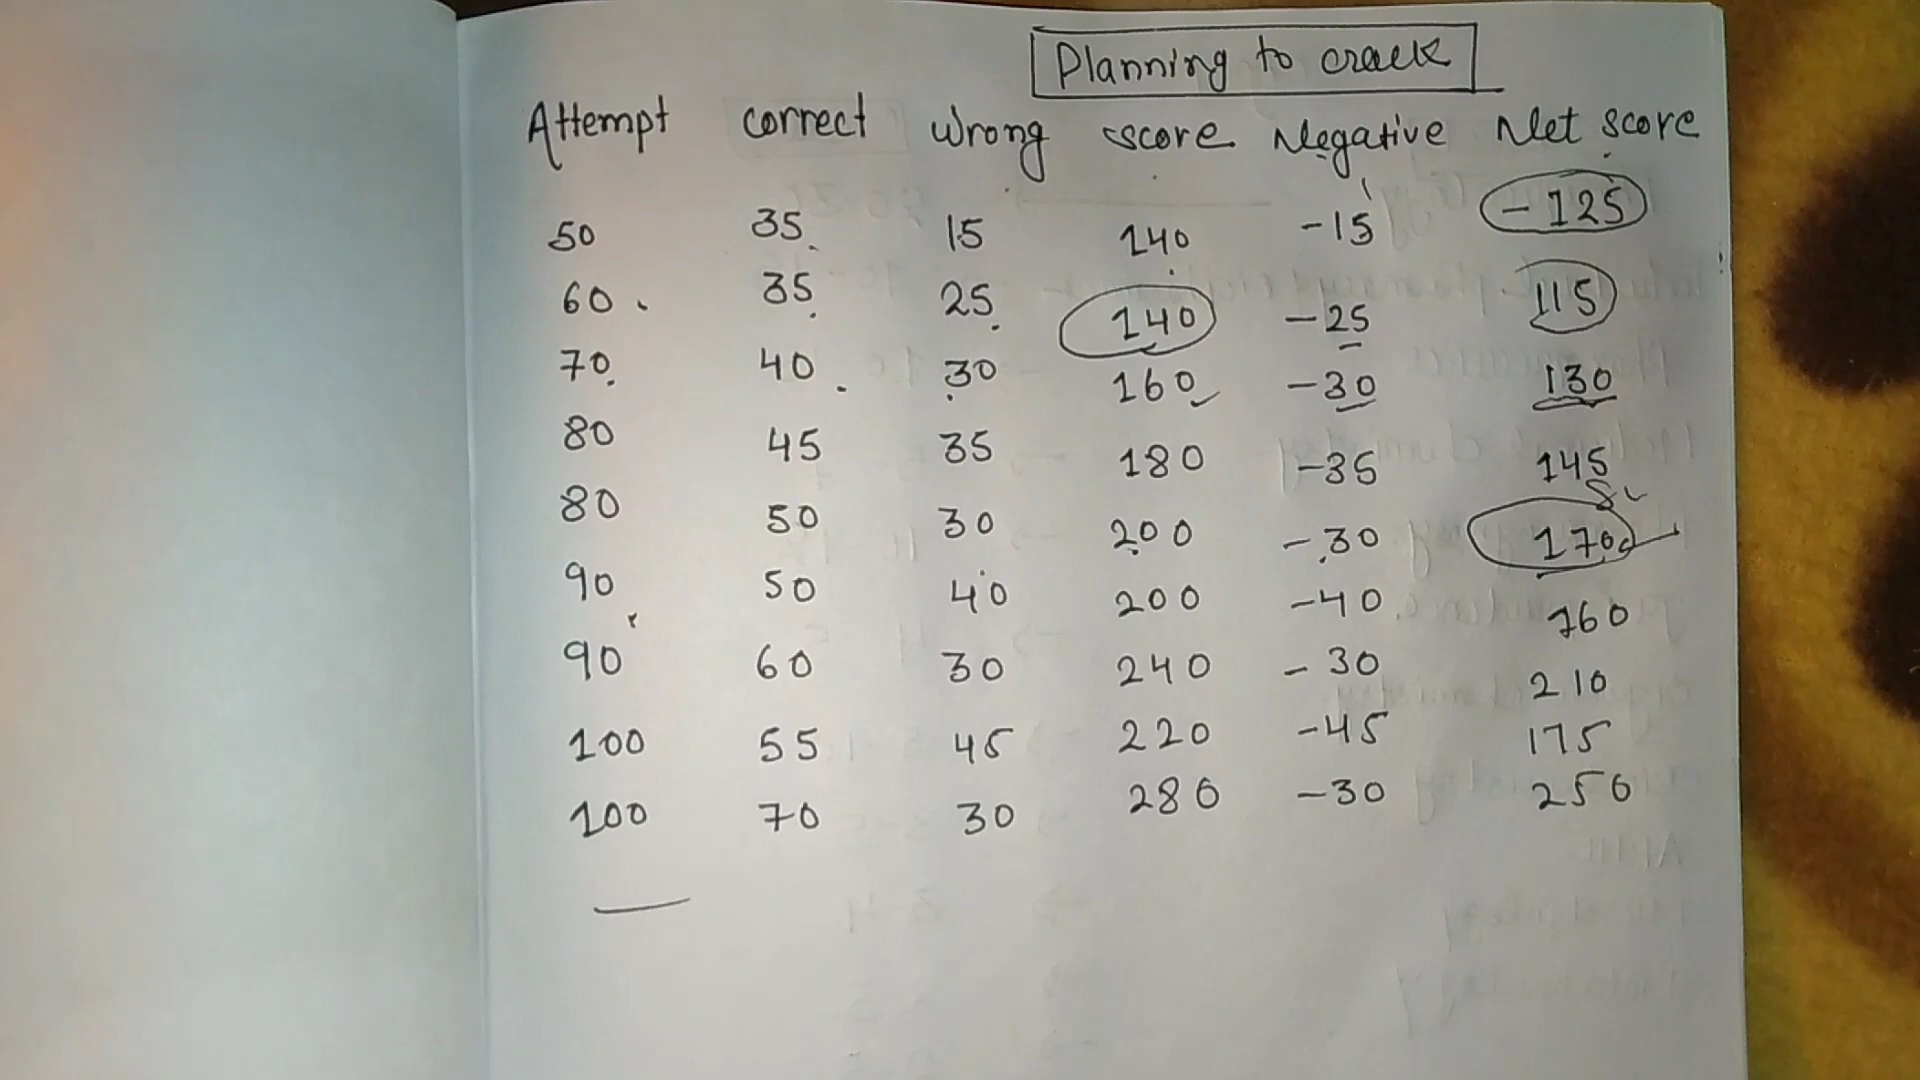 Planning to crack
Attempt correct Wrong score Negative Net score
50 35 15 140 -15 -125
60 35 25 140 -25 115
70 40 30 160 -30 130
80 45 35 180 -35 145
80 50 30 200 -30 170
90 50 40 200 -40 160
90 60 30 240 -30 210
100 55 45 220 -45 175
100 70 30 280 -30 250